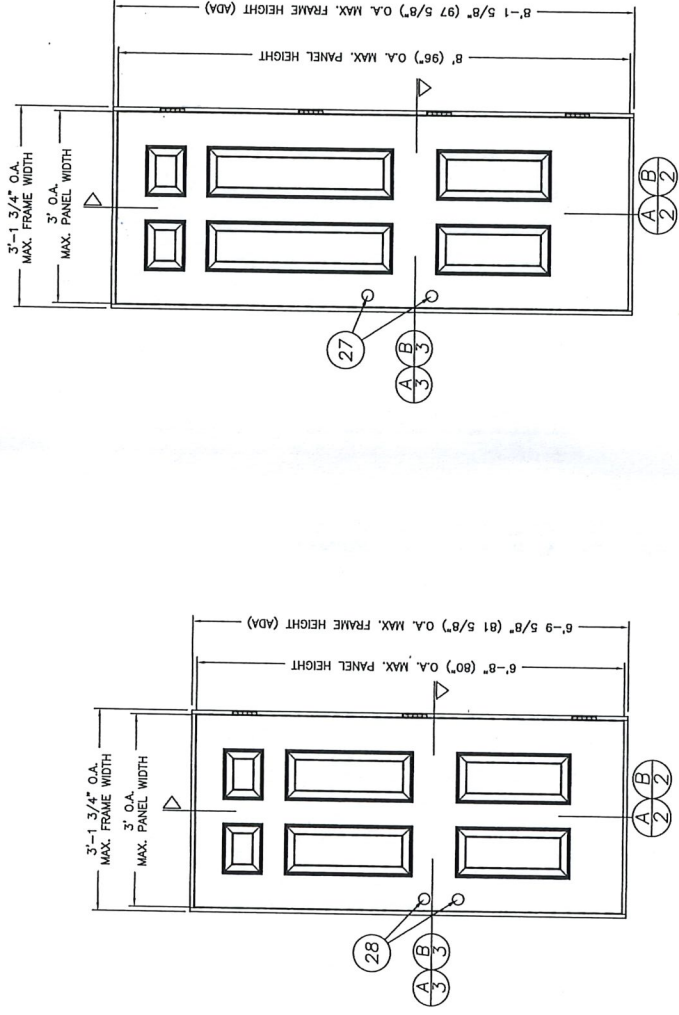 3'-1 3/4" O.A.
MAX. FRAME WIDTH
3' O.A.
MAX. PANEL WIDTH
8' (96") O.A. MAX. PANEL HEIGHT
8'-1 5/8" (97 5/8") O.A. MAX. FRAME HEIGHT (ADA)
27
A
3
B
3
A
2
B
2
3'-1 3/4" O.A.
MAX. FRAME WIDTH
3' O.A.
MAX. PANEL WIDTH
6'-8" (80") O.A. MAX. PANEL HEIGHT
6'-9 5/8" (81 5/8") O.A. MAX. FRAME HEIGHT (ADA)
28
A
3
B
3
A
2
B
2